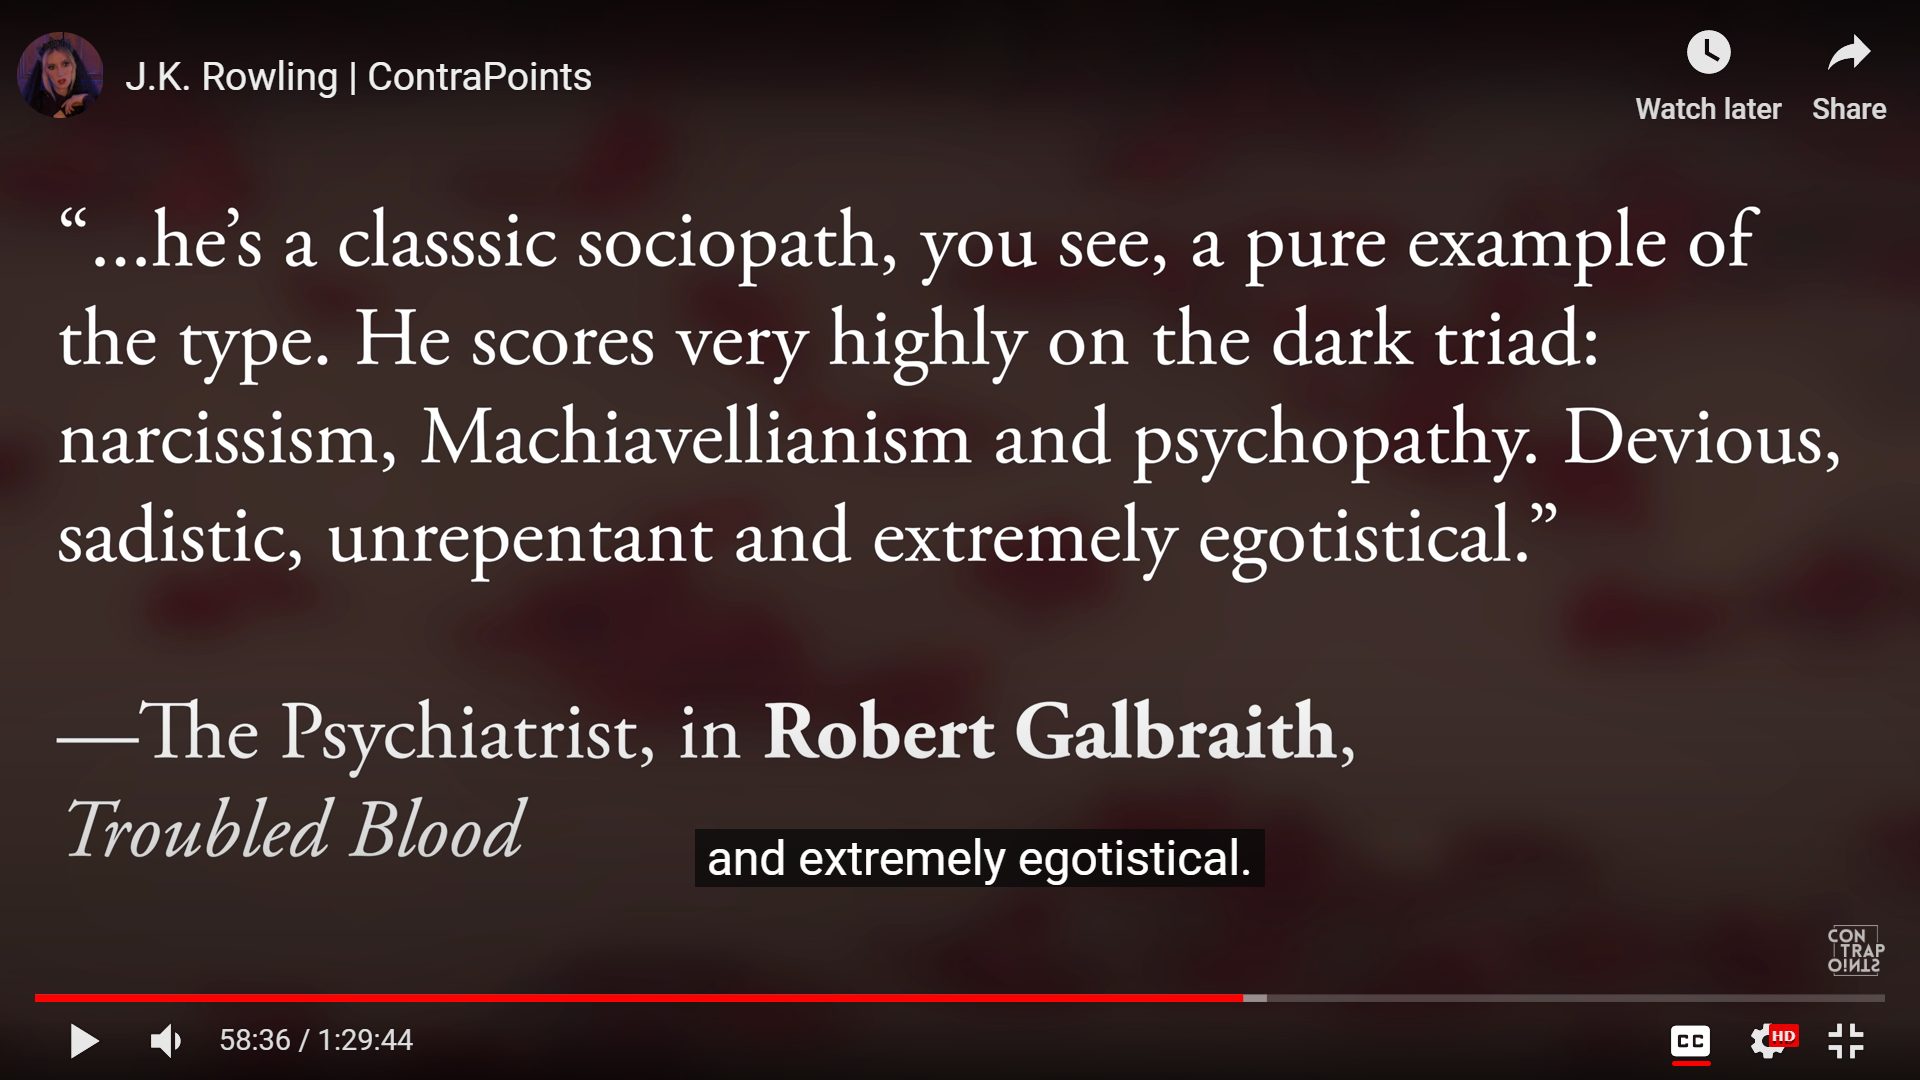 J.K. Rowling | ContraPoints
Watch later
Share
“...he’s a classsic sociopath, you see, a pure example of
the type. He scores very highly on the dark triad:
narcissism, Machiavellianism and psychopathy. Devious,
sadistic, unrepentant and extremely egotistical.”
—The Psychiatrist, in Robert Galbraith,
Troubled Blood
and extremely egotistical.
CON
TRAP
OINTS
58:36 / 1:29:44
CC
HD